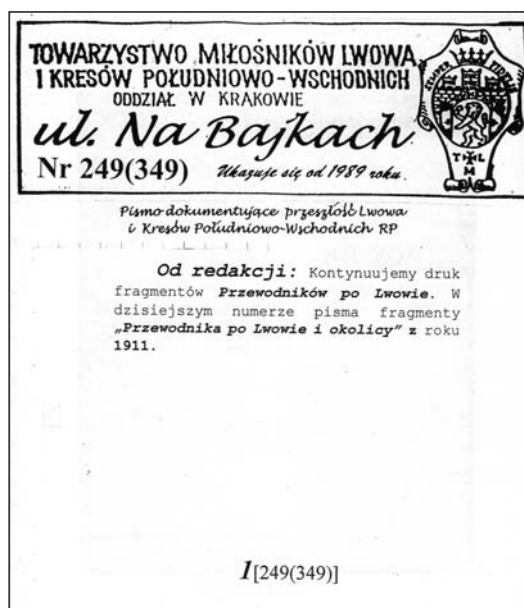 TOWARZYSTWO MIŁOŚNIKÓW LWOWA
I KRESÓW POŁUDNIOWO-WSCHODNICH
ODDZIAŁ W KRAKOWIE
ul. Na Bajkach
Nr 249(349) Ukazuje się od 1989 roku.
SEMPER FIDELIS
T L
M
Pismo dokumentujące przeszłość Lwowa
i Kresów Południowo-Wschodnich RP
Od redakcji: Kontynuujemy druk
fragmentów Przewodników po Lwowie. W
dzisiejszym numerze pisma fragmenty
„Przewodnika po Lwowie i okolicy” z roku
1911.
1[249(349)]